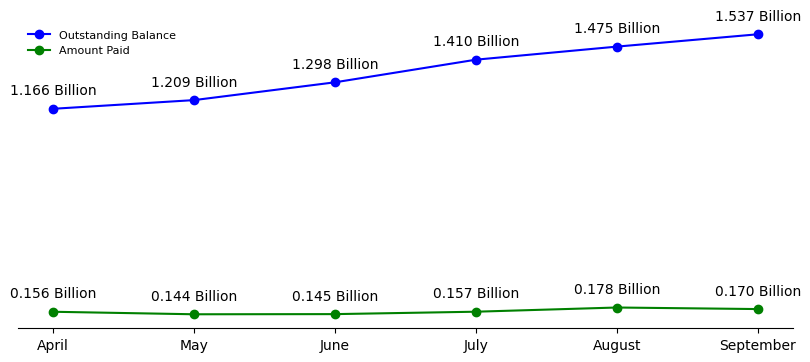 1.537 Billion
1.475 Billion
1.410 Billion
1.298 Billion
1.209 Billion
1.166 Billion
Outstanding Balance
Amount Paid
0.156 Billion
0.144 Billion
0.145 Billion
0.157 Billion
0.178 Billion
0.170 Billion
April
May
June
July
August
September